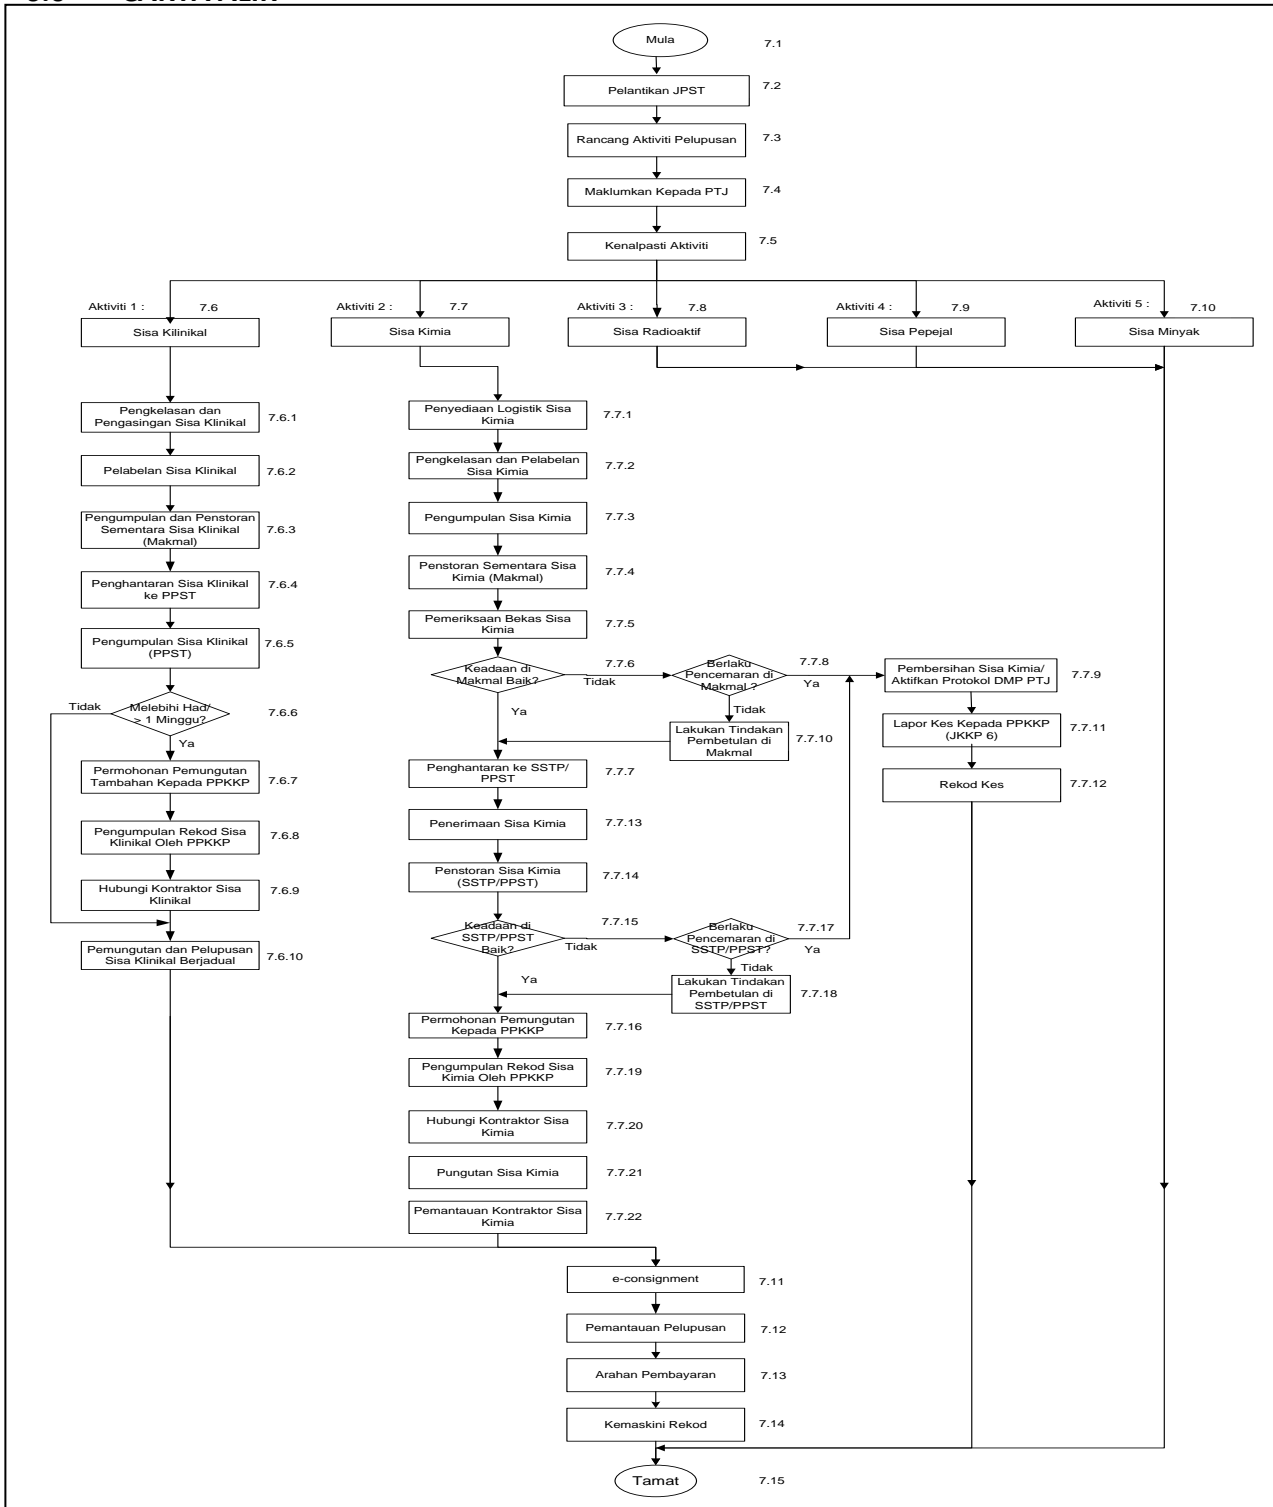 Mula
7.1
Pelantikan JPST
7.2
Rancang Aktiviti Pelupusan
7.3
Maklumkan Kepada PTJ
7.4
Kenalpasti Aktiviti
7.5
Aktiviti 1 :
7.6
Sisa Kilinikal
Aktiviti 2 :
7.7
Sisa Kimia
Aktiviti 3 :
7.8
Sisa Radioaktif
Aktiviti 4 :
7.9
Sisa Pepejal
Aktiviti 5 :
7.10
Sisa Minyak
Pengkelasan dan
Pengasingan Sisa Klinikal
7.6.1
Pelabelan Sisa Klinikal
7.6.2
Pengumpulan dan Penstoran
Sementara Sisa Klinikal
(Makmal)
7.6.3
Penghantaran Sisa Klinikal
ke PPST
7.6.4
Pengumpulan Sisa Klinikal
(PPST)
7.6.5
Melebihi Had/
> 1 Minggu?
7.6.6
Tidak
Ya
Permohonan Pemungutan
Tambahan Kepada PPKKP
7.6.7
Pengumpulan Rekod Sisa
Klinikal Oleh PPKKP
7.6.8
Hubungi Kontraktor Sisa
Klinikal
7.6.9
Pemungutan dan Pelupusan
Sisa Klinikal Berjadual
7.6.10
Penyediaan Logistik Sisa
Kimia
7.7.1
Pengkelasan dan Pelabelan
Sisa Kimia
7.7.2
Pengumpulan Sisa Kimia
7.7.3
Penstoran Sementara Sisa
Kimia (Makmal)
7.7.4
Pemeriksaan Bekas Sisa
Kimia
7.7.5
Keadaan di
Makmal Baik?
7.7.6
Tidak
Ya
Berlaku
Pencemaran di
Makmal ?
7.7.8
Ya
Tidak
Pembersihan Sisa Kimia/
Aktifkan Protokol DMP PTJ
7.7.9
Lakukan Tindakan
Pembetulan di
Makmal
7.7.10
Lapor Kes Kepada PPKKP
(JKKP 6)
7.7.11
Rekod Kes
7.7.12
Penghantaran ke SSTP/
PPST
7.7.7
Penerimaan Sisa Kimia
7.7.13
Penstoran Sisa Kimia
(SSTP/PPST)
7.7.14
Keadaan di
SSTP/PPST
Baik?
7.7.15
Tidak
Ya
Berlaku
Pencemaran di
SSTP/PPST?
7.7.17
Ya
Tidak
Lakukan Tindakan
Pembetulan di
SSTP/PPST
7.7.18
Permohonan Pemungutan
Kepada PPKKP
7.7.16
Pengumpulan Rekod Sisa
Kimia Oleh PPKKP
7.7.19
Hubungi Kontraktor Sisa
Kimia
7.7.20
Pungutan Sisa Kimia
7.7.21
Pemantauan Kontraktor Sisa
Kimia
7.7.22
e-consignment
7.11
Pemantauan Pelupusan
7.12
Arahan Pembayaran
7.13
Kemaskini Rekod
7.14
Tamat
7.15